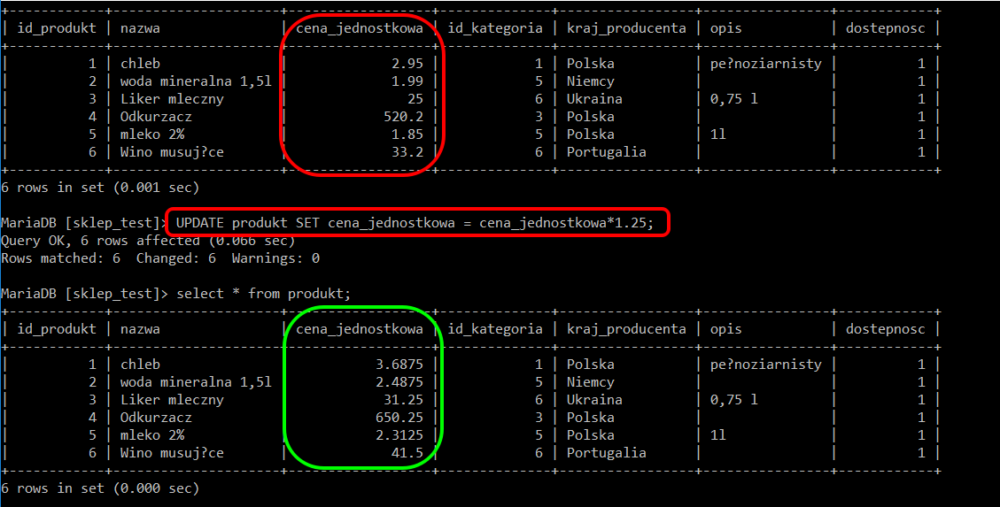 +-----------+---------------------+------------------+-------------+----------------+----------------+------------+
| id_produkt | nazwa               | cena_jednostkowa | id_kategoria | kraj_producenta | opis           | dostepnosc |
+-----------+---------------------+------------------+-------------+----------------+----------------+------------+
|          1 | chleb               |             2.95 |            1 | Polska          | pe?noziarnisty |          1 |
|          2 | woda mineralna 1,5l |             1.99 |            5 | Niemcy          |                |          1 |
|          3 | Liker mleczny       |               25 |            6 | Ukraina         | 0,75 l         |          1 |
|          4 | Odkurzacz           |            520.2 |            3 | Polska          |                |          1 |
|          5 | mleko 2%            |             1.85 |            5 | Polska          | 1l             |          1 |
|          6 | Wino musuj?ce       |             33.2 |            6 | Portugalia      |                |          1 |
+-----------+---------------------+------------------+-------------+----------------+----------------+------------+
6 rows in set (0.001 sec)
MariaDB [sklep_test]> UPDATE produkt SET cena_jednostkowa = cena_jednostkowa*1.25;
Query OK, 6 rows affected (0.066 sec)
Rows matched: 6  Changed: 6  Warnings: 0
MariaDB [sklep_test]> select * from produkt;
+-----------+---------------------+------------------+-------------+----------------+----------------+------------+
| id_produkt | nazwa               | cena_jednostkowa | id_kategoria | kraj_producenta | opis           | dostepnosc |
+-----------+---------------------+------------------+-------------+----------------+----------------+------------+
|          1 | chleb               |           3.6875 |            1 | Polska          | pe?noziarnisty |          1 |
|          2 | woda mineralna 1,5l |           2.4875 |            5 | Niemcy          |                |          1 |
|          3 | Liker mleczny       |            31.25 |            6 | Ukraina         | 0,75 l         |          1 |
|          4 | Odkurzacz           |           650.25 |            3 | Polska          |                |          1 |
|          5 | mleko 2%            |           2.3125 |            5 | Polska          | 1l             |          1 |
|          6 | Wino musuj?ce       |             41.5 |            6 | Portugalia      |                |          1 |
+-----------+---------------------+------------------+-------------+----------------+----------------+------------+
6 rows in set (0.000 sec)